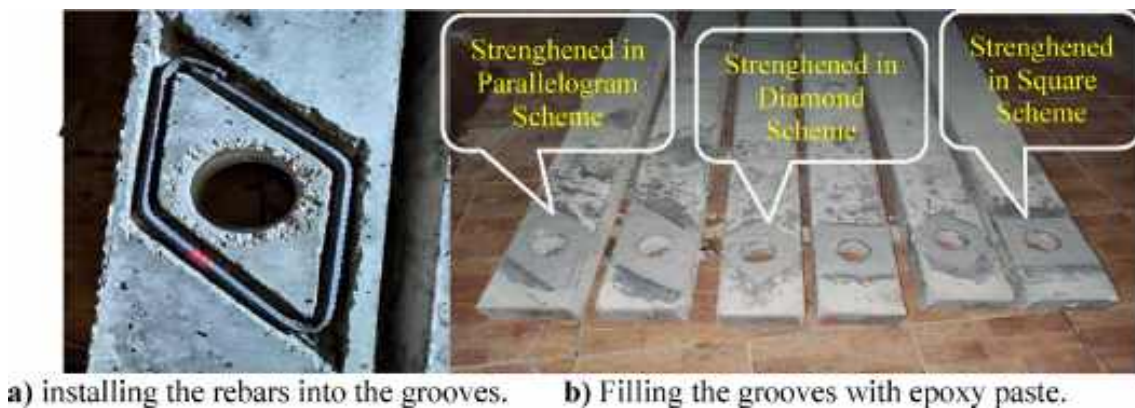 Strenghened in
Parallelogram
Scheme
Strenghened in
Diamond
Scheme
Strenghened
in Square
Scheme
a) installing the rebars into the grooves. b) Filling the grooves with epoxy paste.